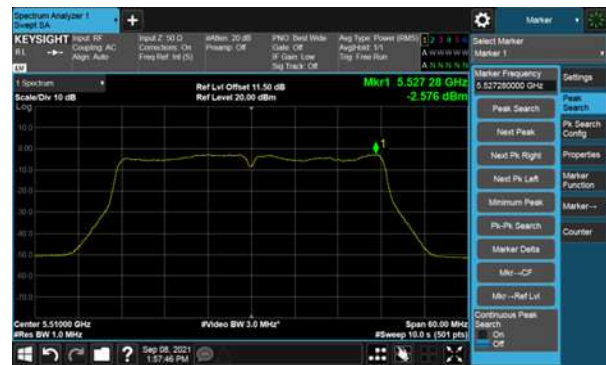 Spectrum Analyzer 1
Swept SA
Marker
KEYSIGHT
Input: RF
Coupling: AC
Align: Auto
Input Z: 50 Ω
Corrections: On
Freq Ref: Int (S)
#Atten: 20 dB
Preamp: Off
PNO: Best Wide
Gate: Off
IF Gain: Low
Sig Track: Off
Avg Type: Power (RMS)
Avg|Hold: 1/1
Trig: Free Run
1 2 3 4 5 6
A W W W W W
A N N N N N
Select Marker
Marker 1
1 Spectrum
Scale/Div 10 dB
Log
Ref Lvl Offset 11.50 dB
Ref Level 20.00 dBm
Mkr1 5.527 28 GHz
-2.576 dBm
10.0
0.00
-10.0
-20.0
-30.0
-40.0
-50.0
-60.0
-70.0
1
Center 5.51000 GHz
#Res BW 1.0 MHz
#Video BW 3.0 MHz*
Span 60.00 MHz
#Sweep 10.0 s (501 pts)
Marker Frequency
5.527280000 GHz
Peak Search
Next Peak
Next Pk Right
Next Pk Left
Minimum Peak
Pk-Pk Search
Marker Delta
Mkr→CF
Mkr→Ref Lvl
Continuous Peak
Search
On
Off
Settings
Peak
Search
Pk Search
Config
Properties
Marker
Function
Marker→
Counter
Sep 08, 2021
1:57:46 PM